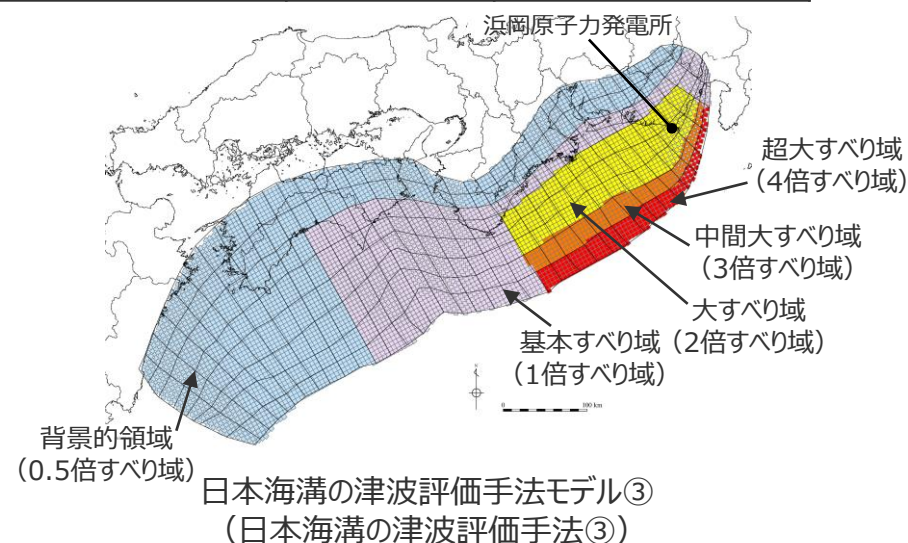 浜岡原子力発電所
超大すべり域
（4倍すべり域）
中間大すべり域
（3倍すべり域）
大すべり域
（2倍すべり域）
基本すべり域
（1倍すべり域）
背景的領域
（0.5倍すべり域）
0
100 km
日本海溝の津波評価手法モデル③
（日本海溝の津波評価手法③）